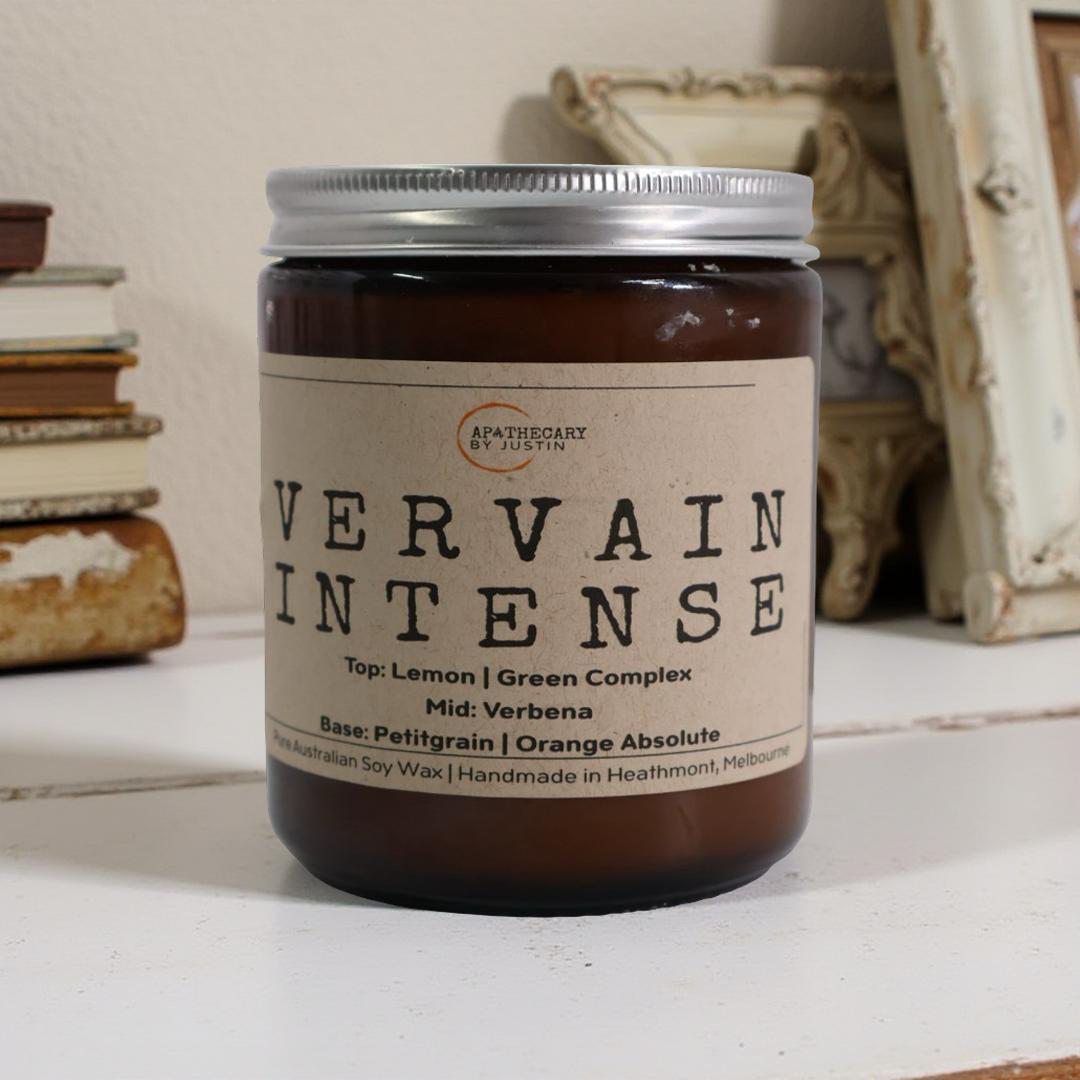 APOTHECARY
BY JUSTIN
VERVAIN
INTENSE
Top: Lemon | Green Complex
Mid: Verbena
Base: Petitgrain | Orange Absolute
Pure Australian Soy Wax | Handmade in Heathmont, Melbourne